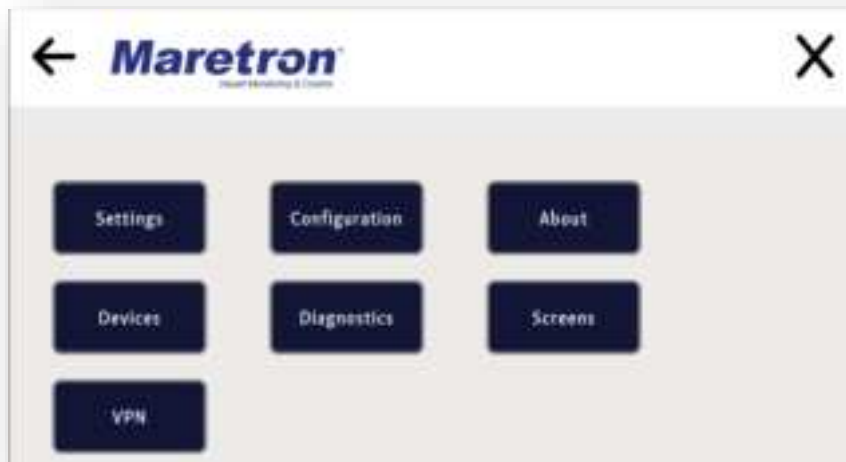 Maretron
Settings
Configuration
About
Devices
Diagnostics
Screens
VPN